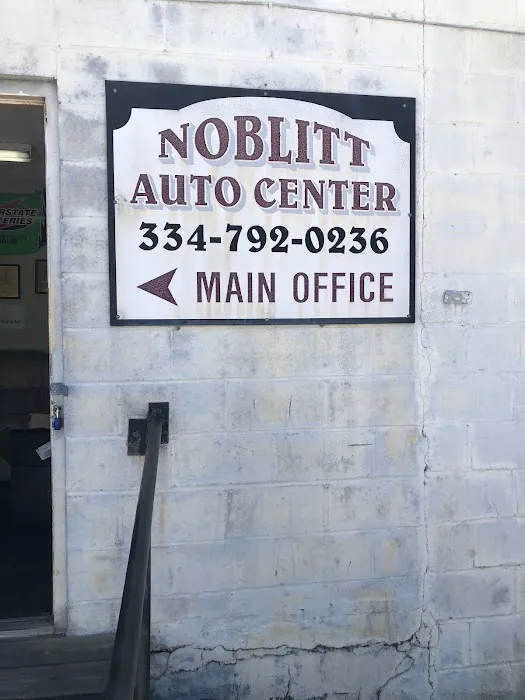 NOBLITT
AUTO CENTER
334-792-0236
MAIN OFFICE